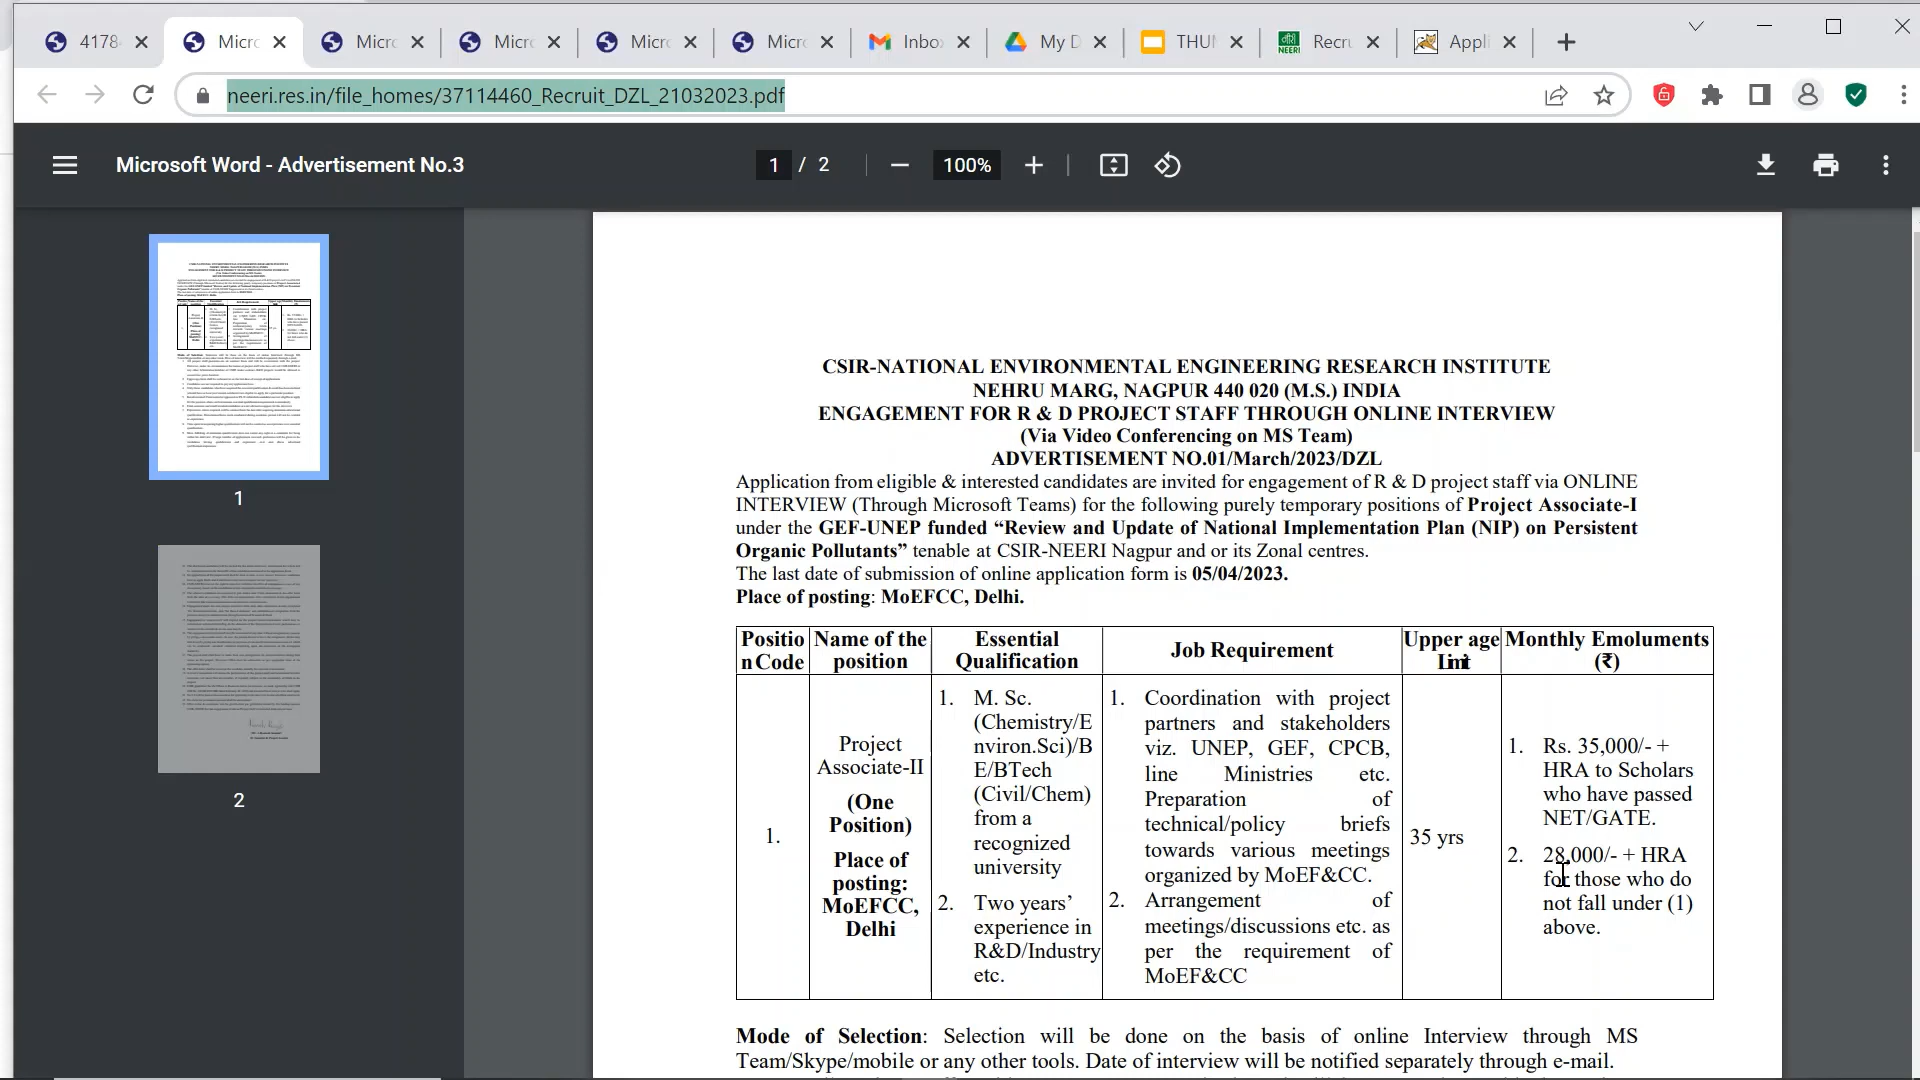 4178
Micro
Micro
Micro
Micro
Micro
Inbo
My D
THUM
Recru
Appli
neeri.res.in/file_homes/37114460_Recruit_DZL_21032023.pdf
Microsoft Word - Advertisement No.3
1 / 2
100%
1
2
CSIR-NATIONAL ENVIRONMENTAL ENGINEERING RESEARCH INSTITUTE
NEHRU MARG, NAGPUR 440 020 (M.S.) INDIA
ENGAGEMENT FOR R & D PROJECT STAFF THROUGH ONLINE INTERVIEW
(Via Video Conferencing on MS Team)
ADVERTISEMENT NO.01/March/2023/DZL
Application from eligible & interested candidates are invited for engagement of R & D project staff via ONLINE
INTERVIEW (Through Microsoft Teams) for the following purely temporary positions of Project Associate-I
under the GEF-UNEP funded “Review and Update of National Implementation Plan (NIP) on Persistent
Organic Pollutants” tenable at CSIR-NEERI Nagpur and or its Zonal centres.
The last date of submission of online application form is 05/04/2023.
Place of posting: MoEFCC, Delhi.
Positio
n Code
Name of the
position
Essential
Qualification
Job Requirement
Upper age
Limit
Monthly Emoluments
(₹)
1.
Project
Associate-II
(One
Position)
Place of
posting:
MoEFCC,
Delhi
1. M. Sc.
(Chemistry/E
nviron.Sci)/B
E/BTech
(Civil/Chem)
from a
recognized
university
2. Two years’
experience in
R&D/Industry
etc.
1. Coordination with project
partners and stakeholders
viz. UNEP, GEF, CPCB,
line Ministries etc.
Preparation of
technical/policy briefs
towards various meetings
organized by MoEF&CC.
2. Arrangement of
meetings/discussions etc. as
per the requirement of
MoEF&CC
35 yrs
1. Rs. 35,000/- +
HRA to Scholars
who have passed
NET/GATE.
2. 28,000/- + HRA
for those who do
not fall under (1)
above.
Mode of Selection: Selection will be done on the basis of online Interview through MS
Team/Skype/mobile or any other tools. Date of interview will be notified separately through e-mail.